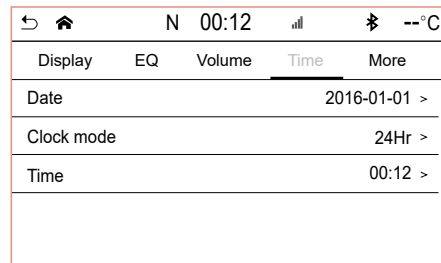 N 00:12 --°C
Display EQ Volume Time More
Date 2016-01-01 >
Clock mode 24Hr >
Time 00:12 >